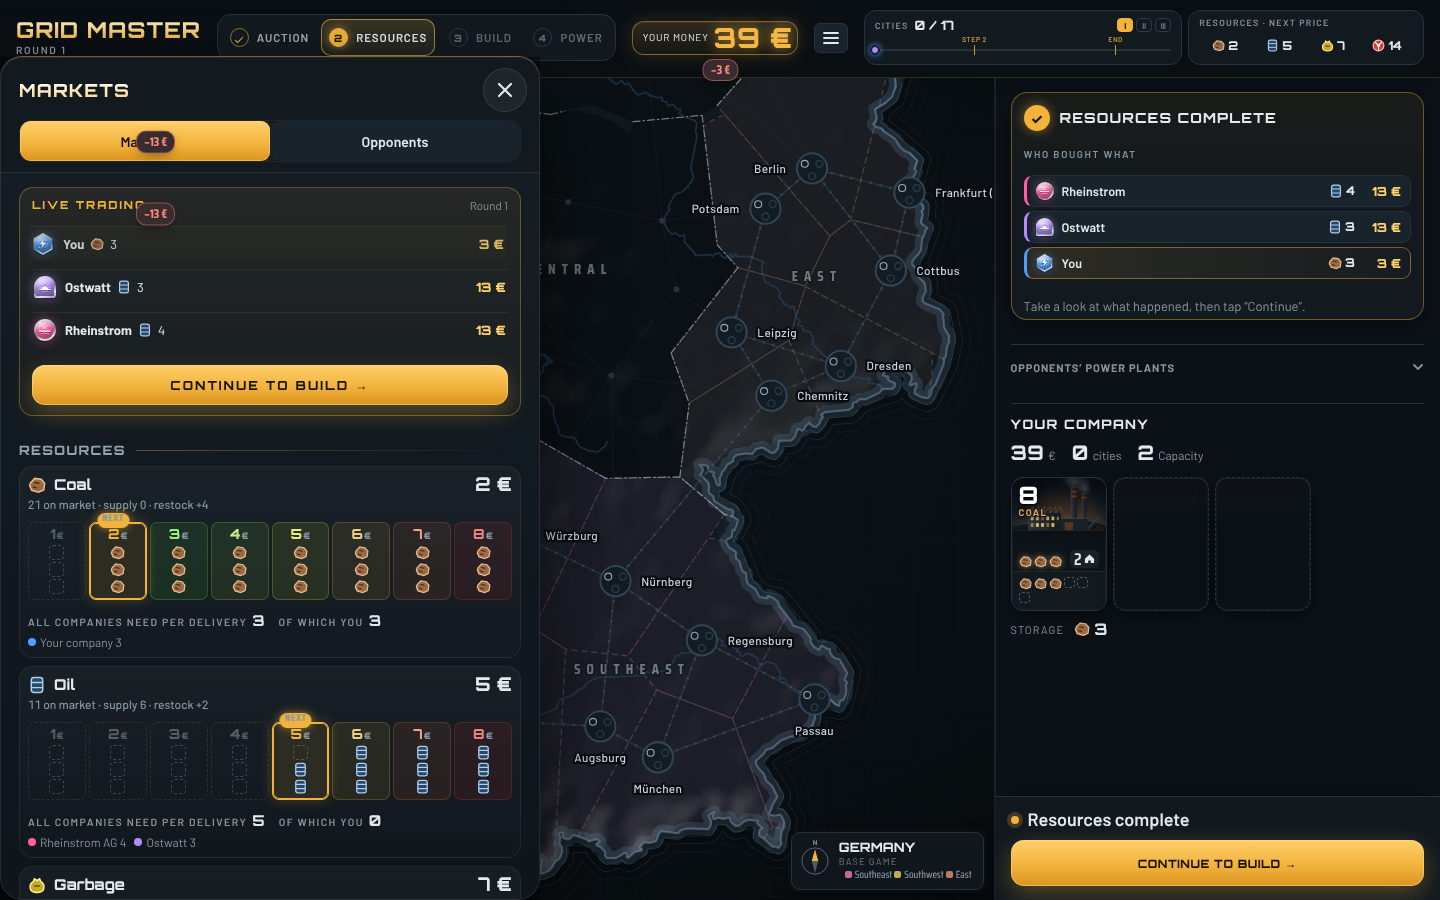 GRID MASTER
ROUND 1
AUCTION
2 RESOURCES
3 BUILD
4 POWER
YOUR MONEY 39 €
-3 €
CITIES 0 / 17
I II III
STEP 2
END
RESOURCES · NEXT PRICE
2 5 7 14
MARKETS
-13 €
Opponents
LIVE TRADING
-13 €
Round 1
You 3 3 €
Ostwatt 3 13 €
Rheinstrom 4 13 €
CONTINUE TO BUILD →
RESOURCES
Coal 2 €
21 on market · supply 0 · restock +4
NEXT
1€ 2€ 3€ 4€ 5€ 6€ 7€ 8€
ALL COMPANIES NEED PER DELIVERY 3 OF WHICH YOU 3
Your company 3
Oil 5 €
11 on market · supply 6 · restock +2
NEXT
1€ 2€ 3€ 4€ 5€ 6€ 7€ 8€
ALL COMPANIES NEED PER DELIVERY 5 OF WHICH YOU 0
Rheinstrom AG 4 Ostwatt 3
Garbage 7 €
Berlin
Frankfurt (
Potsdam
ENTRAL
EAST
Cottbus
Leipzig
Dresden
Chemnitz
Würzburg
Nürnberg
Regensburg
SOUTHEAST
Passau
Augsburg
München
N
GERMANY
BASE GAME
Southeast Southwest East
RESOURCES COMPLETE
WHO BOUGHT WHAT
Rheinstrom 4 13 €
Ostwatt 3 13 €
You 3 3 €
Take a look at what happened, then tap “Continue”.
OPPONENTS’ POWER PLANTS
YOUR COMPANY
39 € 0 cities 2 Capacity
8
COAL
2
STORAGE 3
Resources complete
CONTINUE TO BUILD →